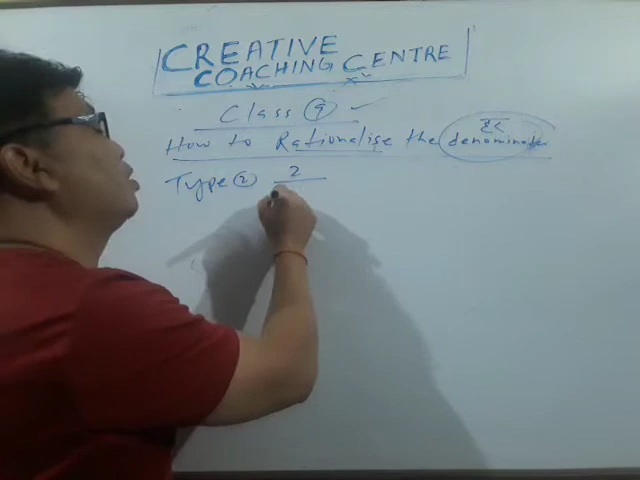 CREATIVE
COACHING CENTRE
Class 9
How to Rationalise the denominator
Type 2 2